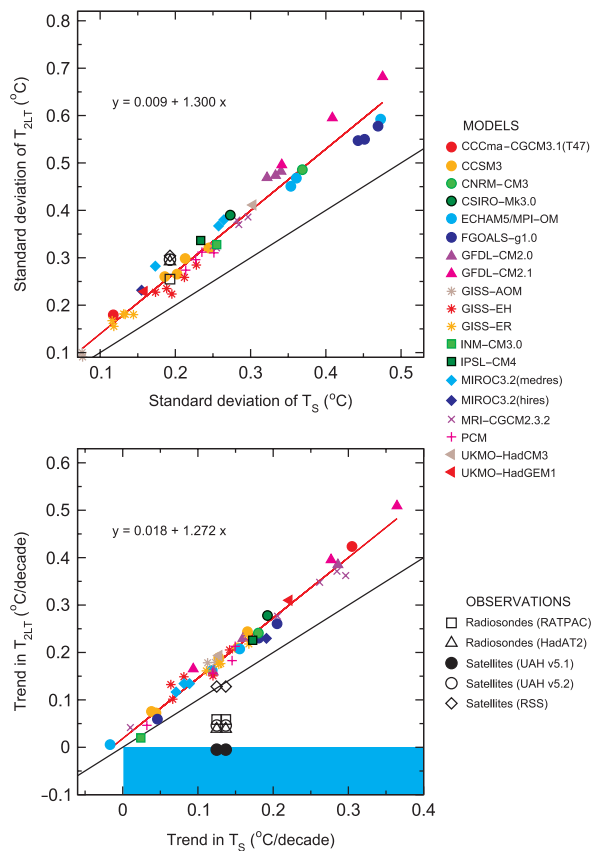 Standard deviation of T2LT (°C)
0.8
0.7
0.6
0.5
0.4
0.3
0.2
0.1
y = 0.009 + 1.300 x
0.1
0.2
0.3
0.4
0.5
Standard deviation of TS (°C)
MODELS
CCCma–CGCM3.1(T47)
CCSM3
CNRM–CM3
CSIRO–Mk3.0
ECHAM5/MPI–OM
FGOALS–g1.0
GFDL–CM2.0
GFDL–CM2.1
GISS–AOM
GISS–EH
GISS–ER
INM–CM3.0
IPSL–CM4
MIROC3.2(medres)
MIROC3.2(hires)
MRI–CGCM2.3.2
PCM
UKMO–HadCM3
UKMO–HadGEM1
Trend in T2LT (°C/decade)
0.6
0.5
0.4
0.3
0.2
0.1
0
–0.1
y = 0.018 + 1.272 x
0
0.1
0.2
0.3
0.4
Trend in TS (°C/decade)
OBSERVATIONS
Radiosondes (RATPAC)
Radiosondes (HadAT2)
Satellites (UAH v5.1)
Satellites (UAH v5.2)
Satellites (RSS)